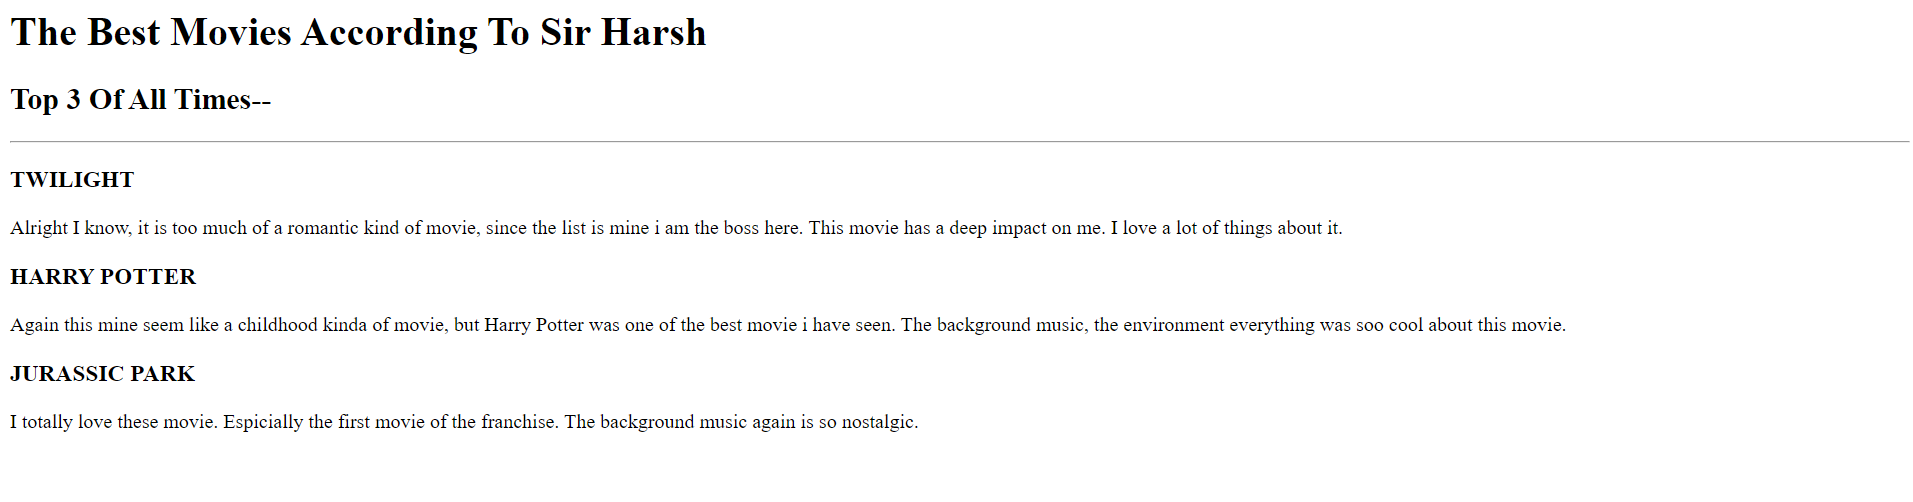 The Best Movies According To Sir Harsh
Top 3 Of All Times--
TWILIGHT
Alright I know, it is too much of a romantic kind of movie, since the list is mine i am the boss here. This movie has a deep impact on me. I love a lot of things about it.
HARRY POTTER
Again this mine seem like a childhood kinda of movie, but Harry Potter was one of the best movie i have seen. The background music, the environment everything was soo cool about this movie.
JURASSIC PARK
I totally love these movie. Espicially the first movie of the franchise. The background music again is so nostalgic.